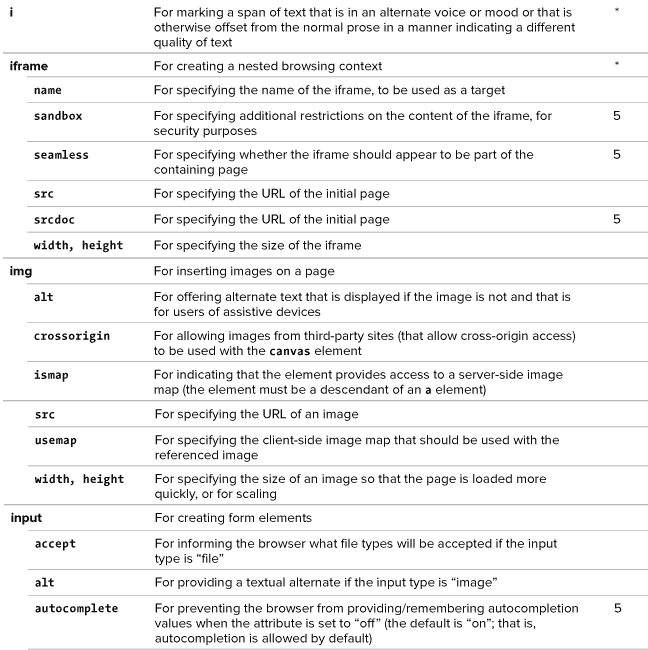 i For marking a span of text that is in an alternate voice or mood or that is *
otherwise offset from the normal prose in a manner indicating a different
quality of text
iframe For creating a nested browsing context *
name For specifying the name of the iframe, to be used as a target
sandbox For specifying additional restrictions on the content of the iframe, for 5
security purposes
seamless For specifying whether the iframe should appear to be part of the 5
containing page
src For specifying the URL of the initial page
srcdoc For specifying the URL of the initial page 5
width, height For specifying the size of the iframe
img For inserting images on a page
alt For offering alternate text that is displayed if the image is not and that is
for users of assistive devices
crossorigin For allowing images from third-party sites (that allow cross-origin access)
to be used with the canvas element
ismap For indicating that the element provides access to a server-side image
map (the element must be a descendant of an a element)
src For specifying the URL of an image
usemap For specifying the client-side image map that should be used with the
referenced image
width, height For specifying the size of an image so that the page is loaded more
quickly, or for scaling
input For creating form elements
accept For informing the browser what file types will be accepted if the input
type is “file”
alt For providing a textual alternate if the input type is “image”
autocomplete For preventing the browser from providing/remembering autocompletion 5
values when the attribute is set to “off” (the default is “on”; that is,
autocompletion is allowed by default)